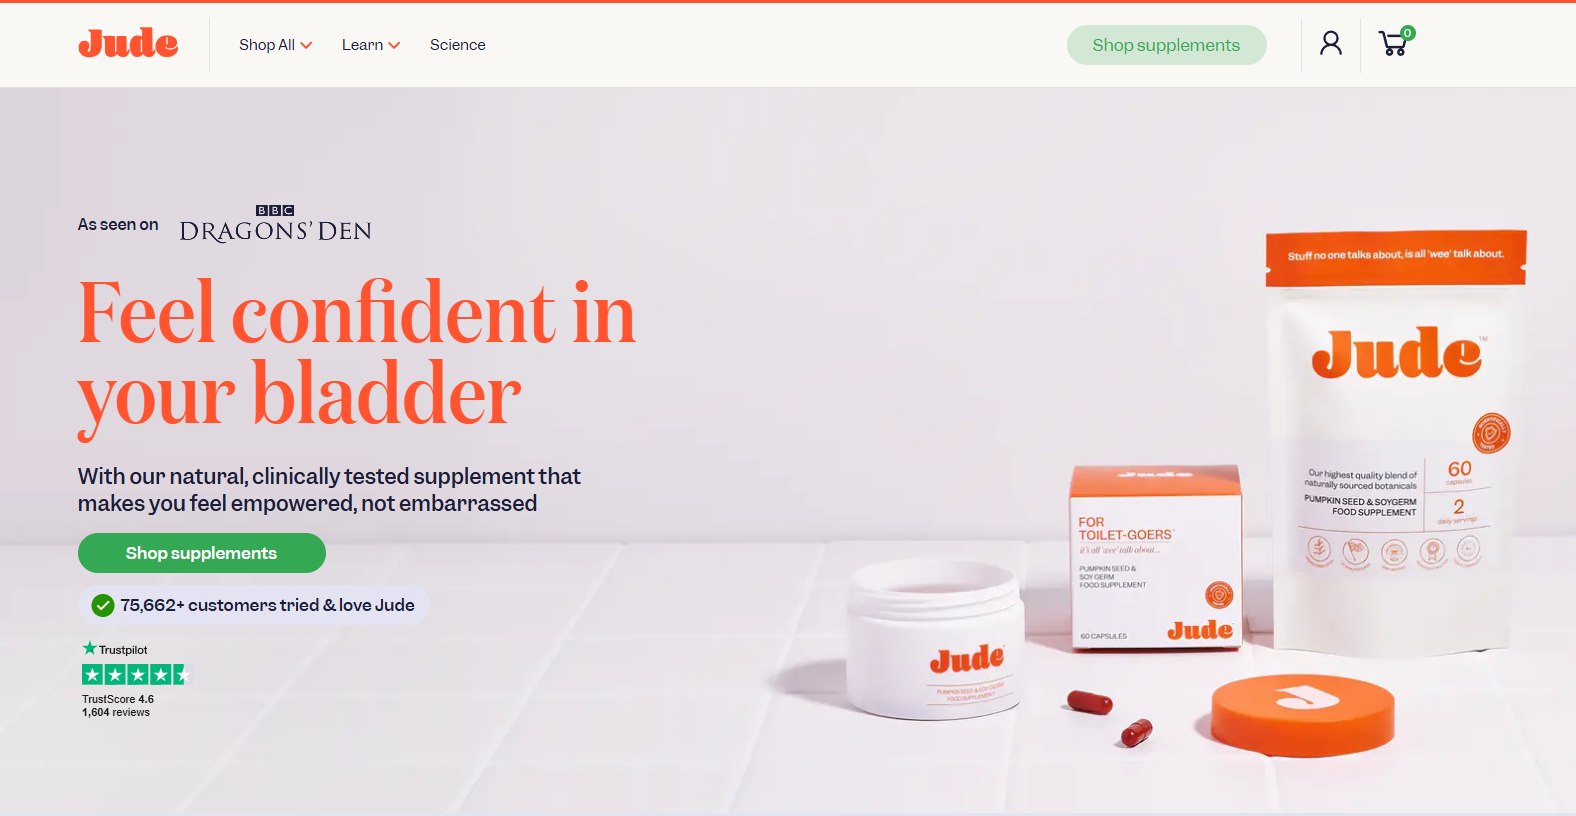 Jude
Shop All
Learn
Science
Shop supplements
0
As seen on
BBC
DRAGONS' DEN
Feel confident in
your bladder
With our natural, clinically tested supplement that
makes you feel empowered, not embarrassed
Shop supplements
75,662+ customers tried & love Jude
Trustpilot
TrustScore 4.6
1,604 reviews
Jude
PUMPKIN SEED & SOY
FOOD SUPPLEMENT
Jude
FOR
TOILET-GOERS
it's all 'wee' talk about...
PUMPKIN SEED &
SOY GERM
FOOD SUPPLEMENT
60 CAPSULES
Jude
Stuff no one talks about, is all 'wee' talk about.
Jude™
Our highest quality blend of
naturally sourced botanicals
PUMPKIN SEED & SOYGERM
FOOD SUPPLEMENT
60
capsules
2
daily servings
J